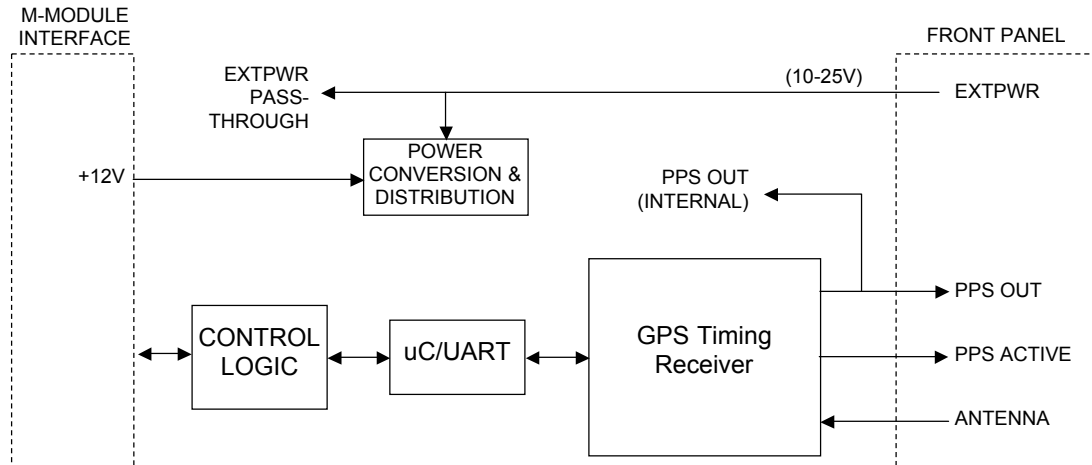 M-MODULE
INTERFACE
FRONT PANEL
EXTPWR
PASS-
THROUGH
(10-25V)
EXTPWR
+12V
POWER
CONVERSION &
DISTRIBUTION
PPS OUT
(INTERNAL)
CONTROL
LOGIC
uC/UART
GPS Timing
Receiver
PPS OUT
PPS ACTIVE
ANTENNA